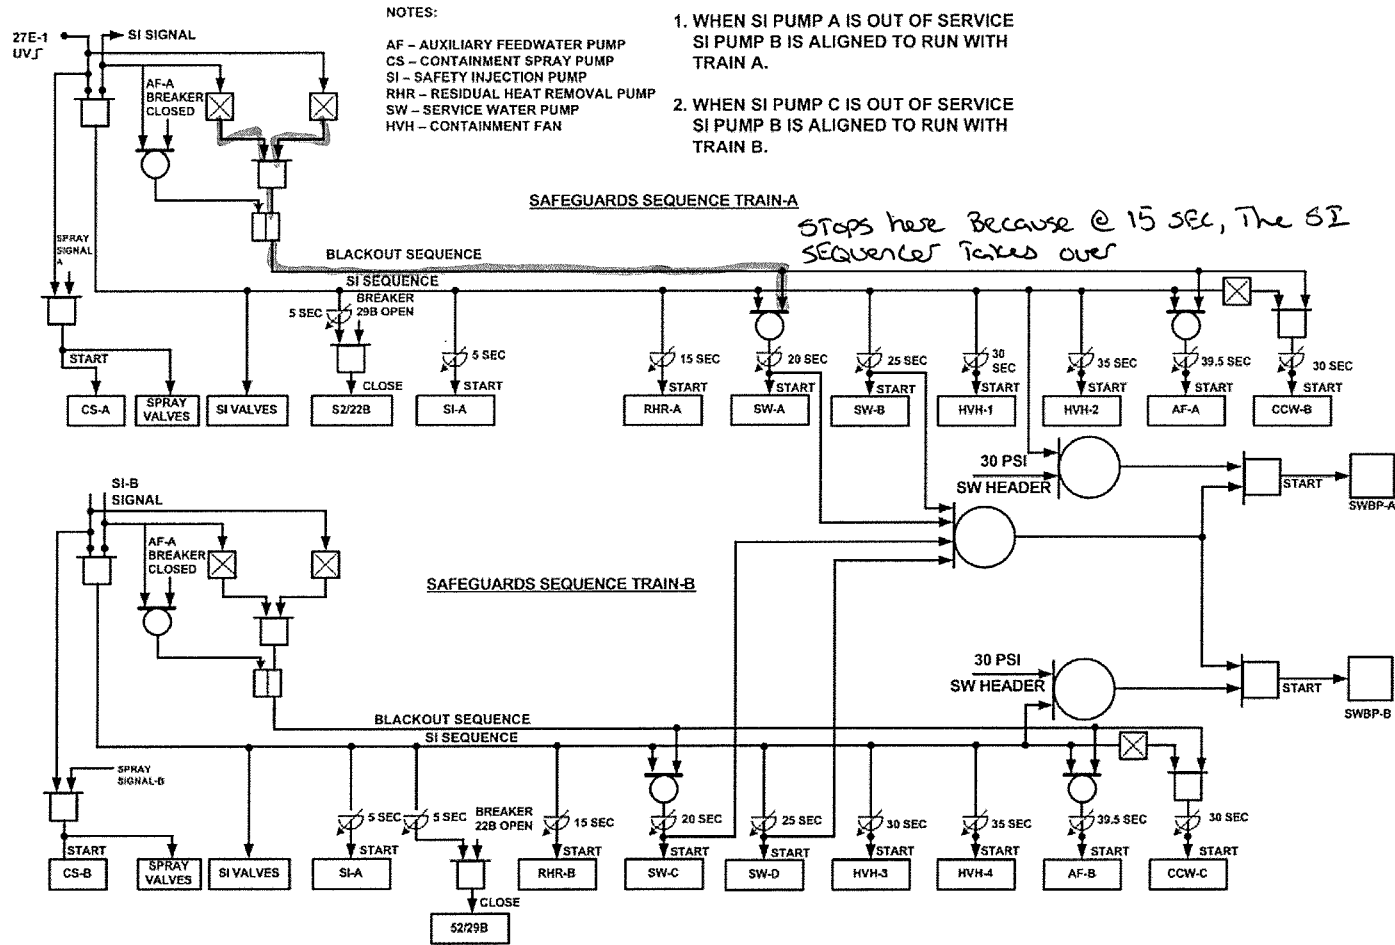 NOTES:
AF – AUXILIARY FEEDWATER PUMP
CS – CONTAINMENT SPRAY PUMP
SI – SAFETY INJECTION PUMP
RHR – RESIDUAL HEAT REMOVAL PUMP
SW – SERVICE WATER PUMP
HVH – CONTAINMENT FAN
1. WHEN SI PUMP A IS OUT OF SERVICE
SI PUMP B IS ALIGNED TO RUN WITH
TRAIN A.
2. WHEN SI PUMP C IS OUT OF SERVICE
SI PUMP B IS ALIGNED TO RUN WITH
TRAIN B.
27E-1
UV
SI SIGNAL
AF-A
BREAKER
CLOSED
SAFEGUARDS SEQUENCE TRAIN-A
STOPS here Because @ 15 SEC, The SI
SEQUENCER Takes over
SPRAY
SIGNAL
A
BLACKOUT SEQUENCE
SI SEQUENCE
5 SEC
BREAKER
29B OPEN
5 SEC
15 SEC
20 SEC
25 SEC
30
SEC
35 SEC
39.5 SEC
30 SEC
START
CLOSE
START
START
START
START
START
START
START
START
CS-A
SPRAY
VALVES
SI VALVES
S2/22B
SI-A
RHR-A
SW-A
SW-B
HVH-1
HVH-2
AF-A
CCW-B
30 PSI
SW HEADER
START
SWBP-A
SI-B
SIGNAL
AF-A
BREAKER
CLOSED
SAFEGUARDS SEQUENCE TRAIN-B
30 PSI
SW HEADER
START
SWBP-B
BLACKOUT SEQUENCE
SI SEQUENCE
SPRAY
SIGNAL-B
5 SEC
5 SEC
BREAKER
22B OPEN
15 SEC
20 SEC
25 SEC
30 SEC
35 SEC
39.5 SEC
30 SEC
START
START
START
START
START
START
START
START
START
CS-B
SPRAY
VALVES
SI VALVES
SI-A
RHR-B
SW-C
SW-D
HVH-3
HVH-4
AF-B
CCW-C
CLOSE
52/29B